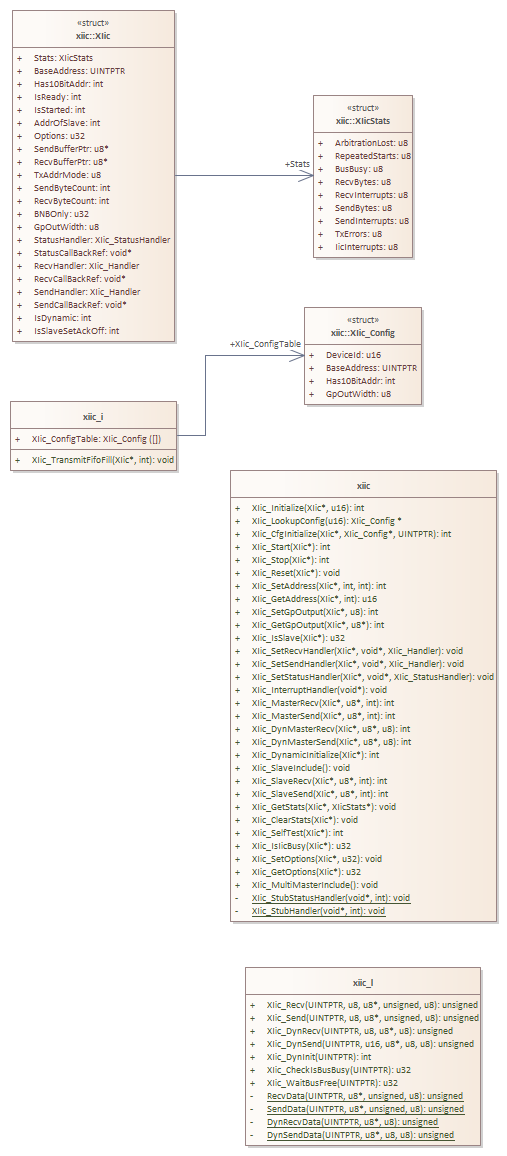 «struct»
xiic::XIic
+ Stats: XIicStats
+ BaseAddress: UINTPTR
+ Has10BitAddr: int
+ IsReady: int
+ IsStarted: int
+ AddrOfSlave: int
+ Options: u32
+ SendBufferPtr: u8*
+ RecvBufferPtr: u8*
+ TxAddrMode: u8
+ SendByteCount: int
+ RecvByteCount: int
+ BNBOnly: u32
+ GpOutWidth: u8
+ StatusHandler: XIic_StatusHandler
+ StatusCallBackRef: void*
+ RecvHandler: XIic_Handler
+ RecvCallBackRef: void*
+ SendHandler: XIic_Handler
+ SendCallBackRef: void*
+ IsDynamic: int
+ IsSlaveSetAckOff: int
+Stats
«struct»
xiic::XIicStats
+ ArbitrationLost: u8
+ RepeatedStarts: u8
+ BusBusy: u8
+ RecvBytes: u8
+ RecvInterrupts: u8
+ SendBytes: u8
+ SendInterrupts: u8
+ TxErrors: u8
+ IicInterrupts: u8
+XIic_ConfigTable
«struct»
xiic::XIic_Config
+ DeviceId: u16
+ BaseAddress: UINTPTR
+ Has10BitAddr: int
+ GpOutWidth: u8
xiic_i
+ XIic_ConfigTable: XIic_Config ([])
+ XIic_TransmitFifoFill(XIic*, int): void
xiic
+ XIic_Initialize(XIic*, u16): int
+ XIic_LookupConfig(u16): XIic_Config *
+ XIic_CfgInitialize(XIic*, XIic_Config*, UINTPTR): int
+ XIic_Start(XIic*): int
+ XIic_Stop(XIic*): int
+ XIic_Reset(XIic*): void
+ XIic_SetAddress(XIic*, int, int): int
+ XIic_GetAddress(XIic*, int): u16
+ XIic_SetGpOutput(XIic*, u8): int
+ XIic_GetGpOutput(XIic*, u8*): int
+ XIic_IsSlave(XIic*): u32
+ XIic_SetRecvHandler(XIic*, void*, XIic_Handler): void
+ XIic_SetSendHandler(XIic*, void*, XIic_Handler): void
+ XIic_SetStatusHandler(XIic*, void*, XIic_StatusHandler): void
+ XIic_InterruptHandler(void*): void
+ XIic_MasterRecv(XIic*, u8*, int): int
+ XIic_MasterSend(XIic*, u8*, int): int
+ XIic_DynMasterRecv(XIic*, u8*, u8): int
+ XIic_DynMasterSend(XIic*, u8*, u8): int
+ XIic_DynamicInitialize(XIic*): int
+ XIic_SlaveInclude(): void
+ XIic_SlaveRecv(XIic*, u8*, int): int
+ XIic_SlaveSend(XIic*, u8*, int): int
+ XIic_GetStats(XIic*, XIicStats*): void
+ XIic_ClearStats(XIic*): void
+ XIic_SelfTest(XIic*): int
+ XIic_IsIicBusy(XIic*): u32
+ XIic_SetOptions(XIic*, u32): void
+ XIic_GetOptions(XIic*): u32
+ XIic_MultiMasterInclude(): void
- XIic_StubStatusHandler(void*, int): void
- XIic_StubHandler(void*, int): void
xiic_l
+ XIic_Recv(UINTPTR, u8, u8*, unsigned, u8): unsigned
+ XIic_Send(UINTPTR, u8, u8*, unsigned, u8): unsigned
+ XIic_DynRecv(UINTPTR, u8, u8*, u8): unsigned
+ XIic_DynSend(UINTPTR, u16, u8*, u8, u8): unsigned
+ XIic_DynInit(UINTPTR): int
+ XIic_CheckIsBusBusy(UINTPTR): u32
+ XIic_WaitBusFree(UINTPTR): u32
- RecvData(UINTPTR, u8*, unsigned, u8): unsigned
- SendData(UINTPTR, u8*, unsigned, u8): unsigned
- DynRecvData(UINTPTR, u8*, u8): unsigned
- DynSendData(UINTPTR, u8*, u8, u8): unsigned